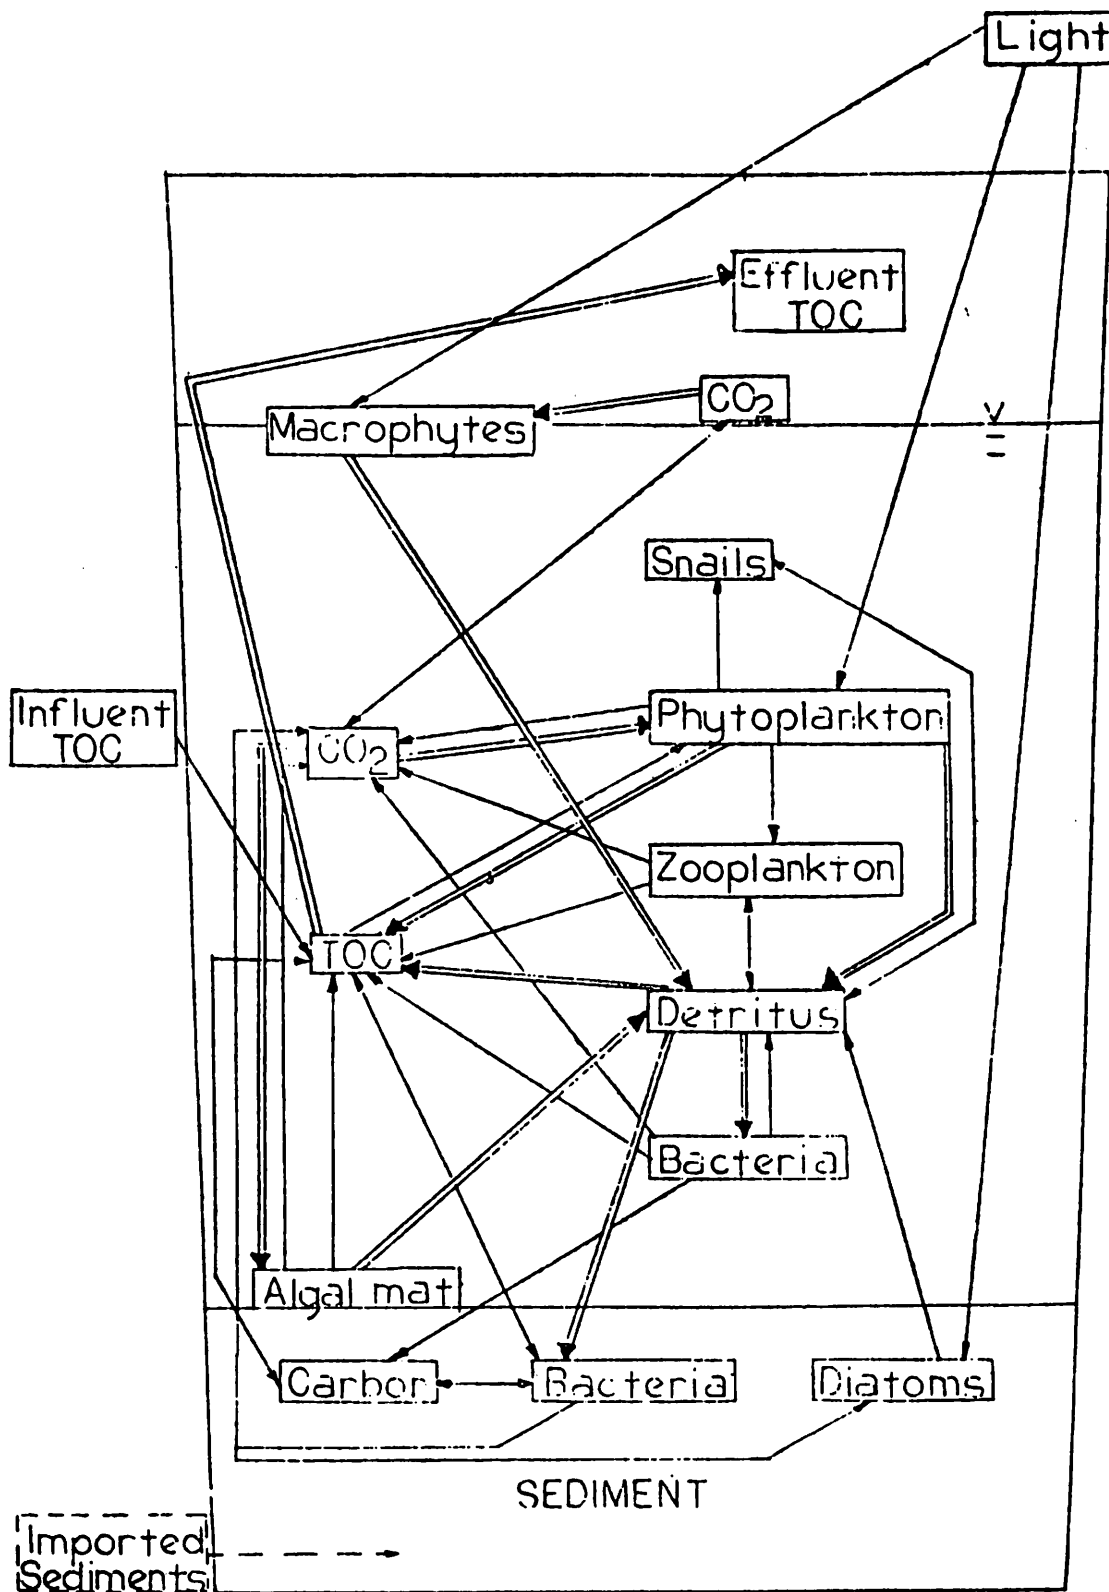 Light
Effluent
TOC
CO2
Macrophytes
Snails
Influent
TOC
Phytoplankton
CO2
Zooplankton
TOC
Detritus
Bacteria
Algal mat
Carbon
Bacteria
Diatoms
SEDIMENT
Imported
Sediments